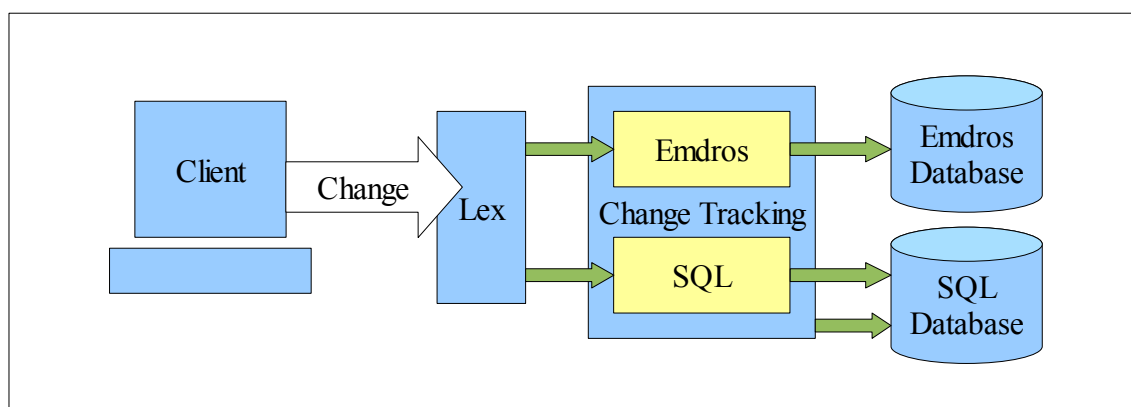 Client
Change
Lex
Emdros
Change Tracking
SQL
Emdros
Database
SQL
Database